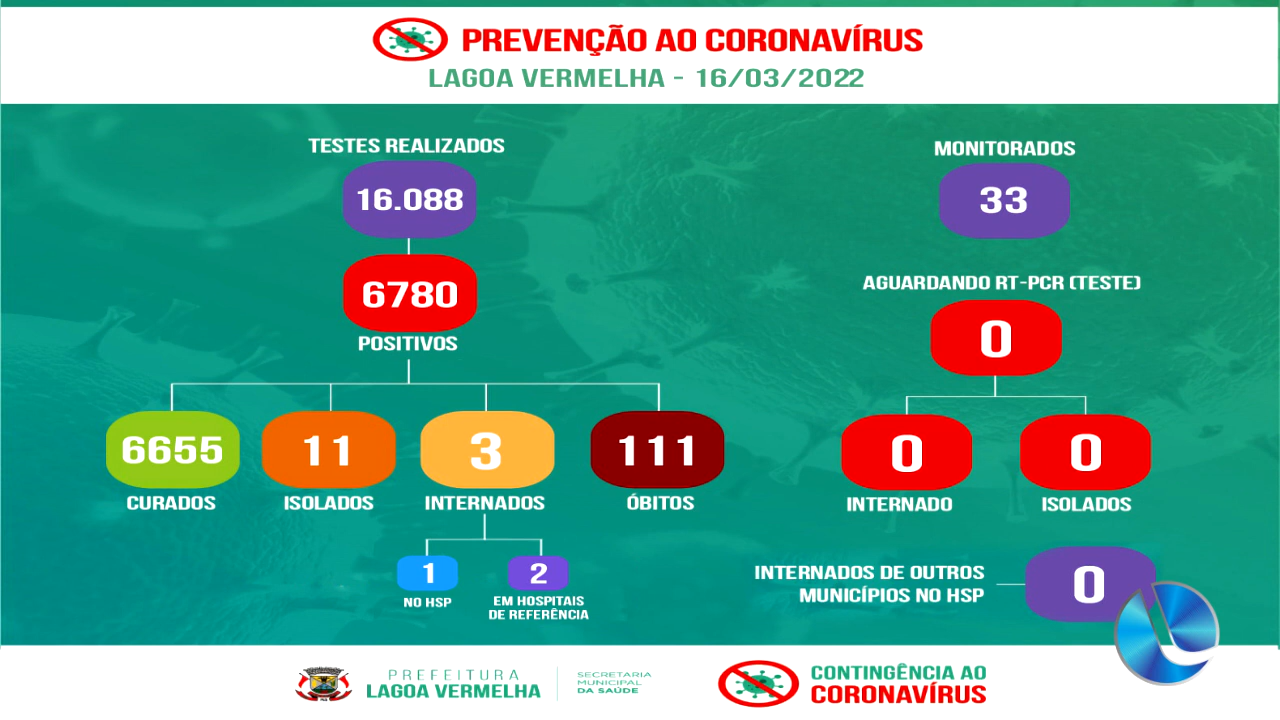 PREVENÇÃO AO CORONAVÍRUS
LAGOA VERMELHA - 16/03/2022
TESTES REALIZADOS
16.088
6780
POSITIVOS
6655
CURADOS
11
ISOLADOS
3
INTERNADOS
111
ÓBITOS
1
NO HSP
2
EM HOSPITAIS
DE REFERÊNCIA
MONITORADOS
33
AGUARDANDO RT-PCR (TESTE)
0
0
INTERNADO
0
ISOLADOS
INTERNADOS DE OUTROS
MUNICÍPIOS NO HSP
0
PREFEITURA
LAGOA VERMELHA
SECRETARIA
MUNICIPAL
DA SAÚDE
CONTINGÊNCIA AO
CORONAVÍRUS